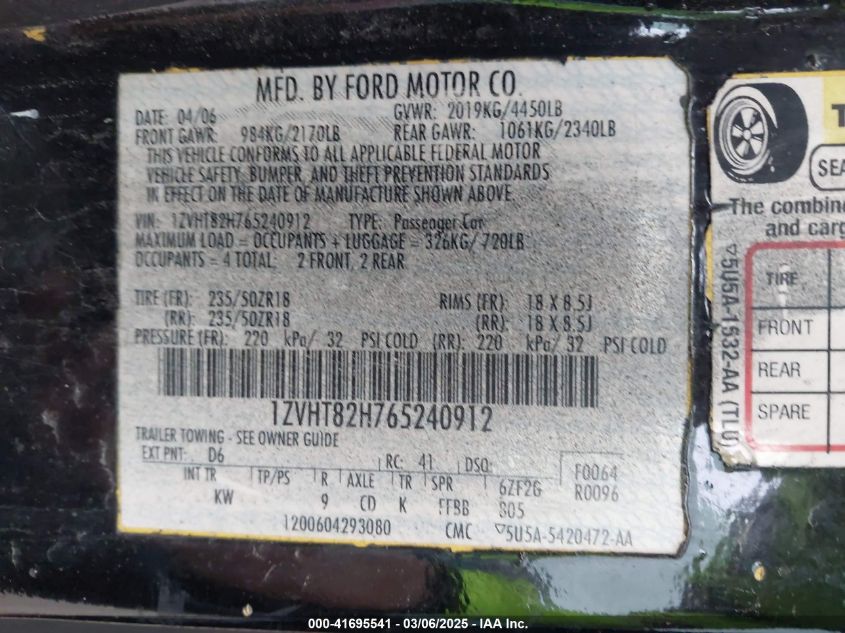 MFD. BY FORD MOTOR CO.
DATE: 04/06 GVWR: 2019KG/4450LB
FRONT GAWR: 984KG/2170LB REAR GAWR: 1061KG/2340LB
THIS VEHICLE CONFORMS TO ALL APPLICABLE FEDERAL MOTOR
VEHICLE SAFETY, BUMPER, AND THEFT PREVENTION STANDARDS
IN EFFECT ON THE DATE OF MANUFACTURE SHOWN ABOVE.
VIN: 1ZVHT82H765240912 TYPE: Passenger Car
MAXIMUM LOAD = OCCUPANTS + LUGGAGE = 326KG/720LB
OCCUPANTS = 4 TOTAL: 2 FRONT, 2 REAR
TIRE (FR): 235/50ZR18 RIMS (FR): 18 X 8.5J
(RR): 235/50ZR18 (RR): 18 X 8.5J
PRESSURE (FR): 220 kPa/ 32 PSI COLD (RR): 220 kPa/ 32 PSI COLD
1ZVHT82H765240912
TRAILER TOWING - SEE OWNER GUIDE
EXT PNT: D6 RC: 41 DSO: F0064
INT TR TP/PS R AXLE TR SPR 6ZF2G R0096
KW 9 CD K FFBB 805
1200604293080 CMC ▽5U5A-5420472-AA
T
SEA
The combine
and carg
TIRE
FRONT
REAR
SPARE
▽5U5A-1532-AA (TLU)
000-41695541 - 03/06/2025 - IAA Inc.